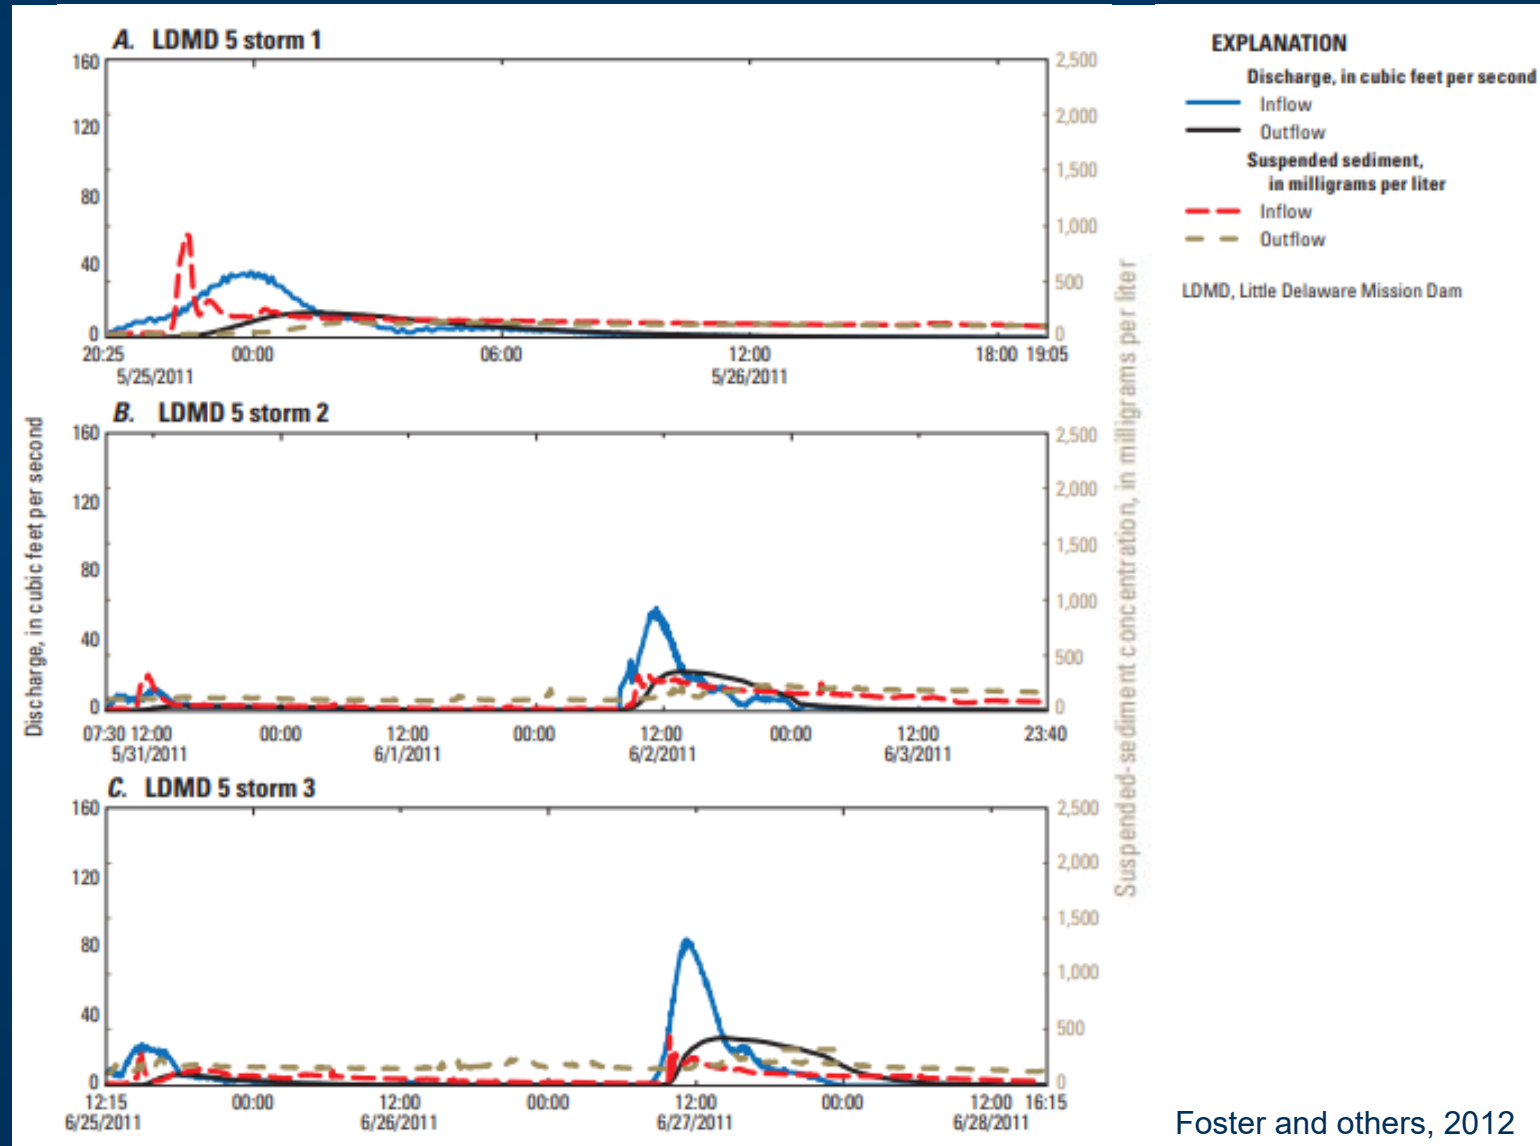 A. LDMD 5 storm 1
160
120
80
40
0
2,500
2,000
1,500
1,000
500
0
20:25 00:00 06:00 12:00 18:00 19:05
5/25/2011 5/26/2011
B. LDMD 5 storm 2
160
120
80
40
0
2,500
2,000
1,500
1,000
500
0
07:30 12:00 00:00 12:00 00:00 12:00 00:00 12:00 23:40
5/31/2011 6/1/2011 6/2/2011 6/3/2011
C. LDMD 5 storm 3
160
120
80
40
0
2,500
2,000
1,500
1,000
500
0
12:15 00:00 12:00 00:00 12:00 00:00 12:00 16:15
6/25/2011 6/26/2011 6/27/2011 6/28/2011
Discharge, in cubic feet per second
Suspended-sediment concentration, in milligrams per liter
EXPLANATION
Discharge, in cubic feet per second
Inflow
Outflow
Suspended sediment,
in milligrams per liter
Inflow
Outflow
LDMD, Little Delaware Mission Dam
Foster and others, 2012